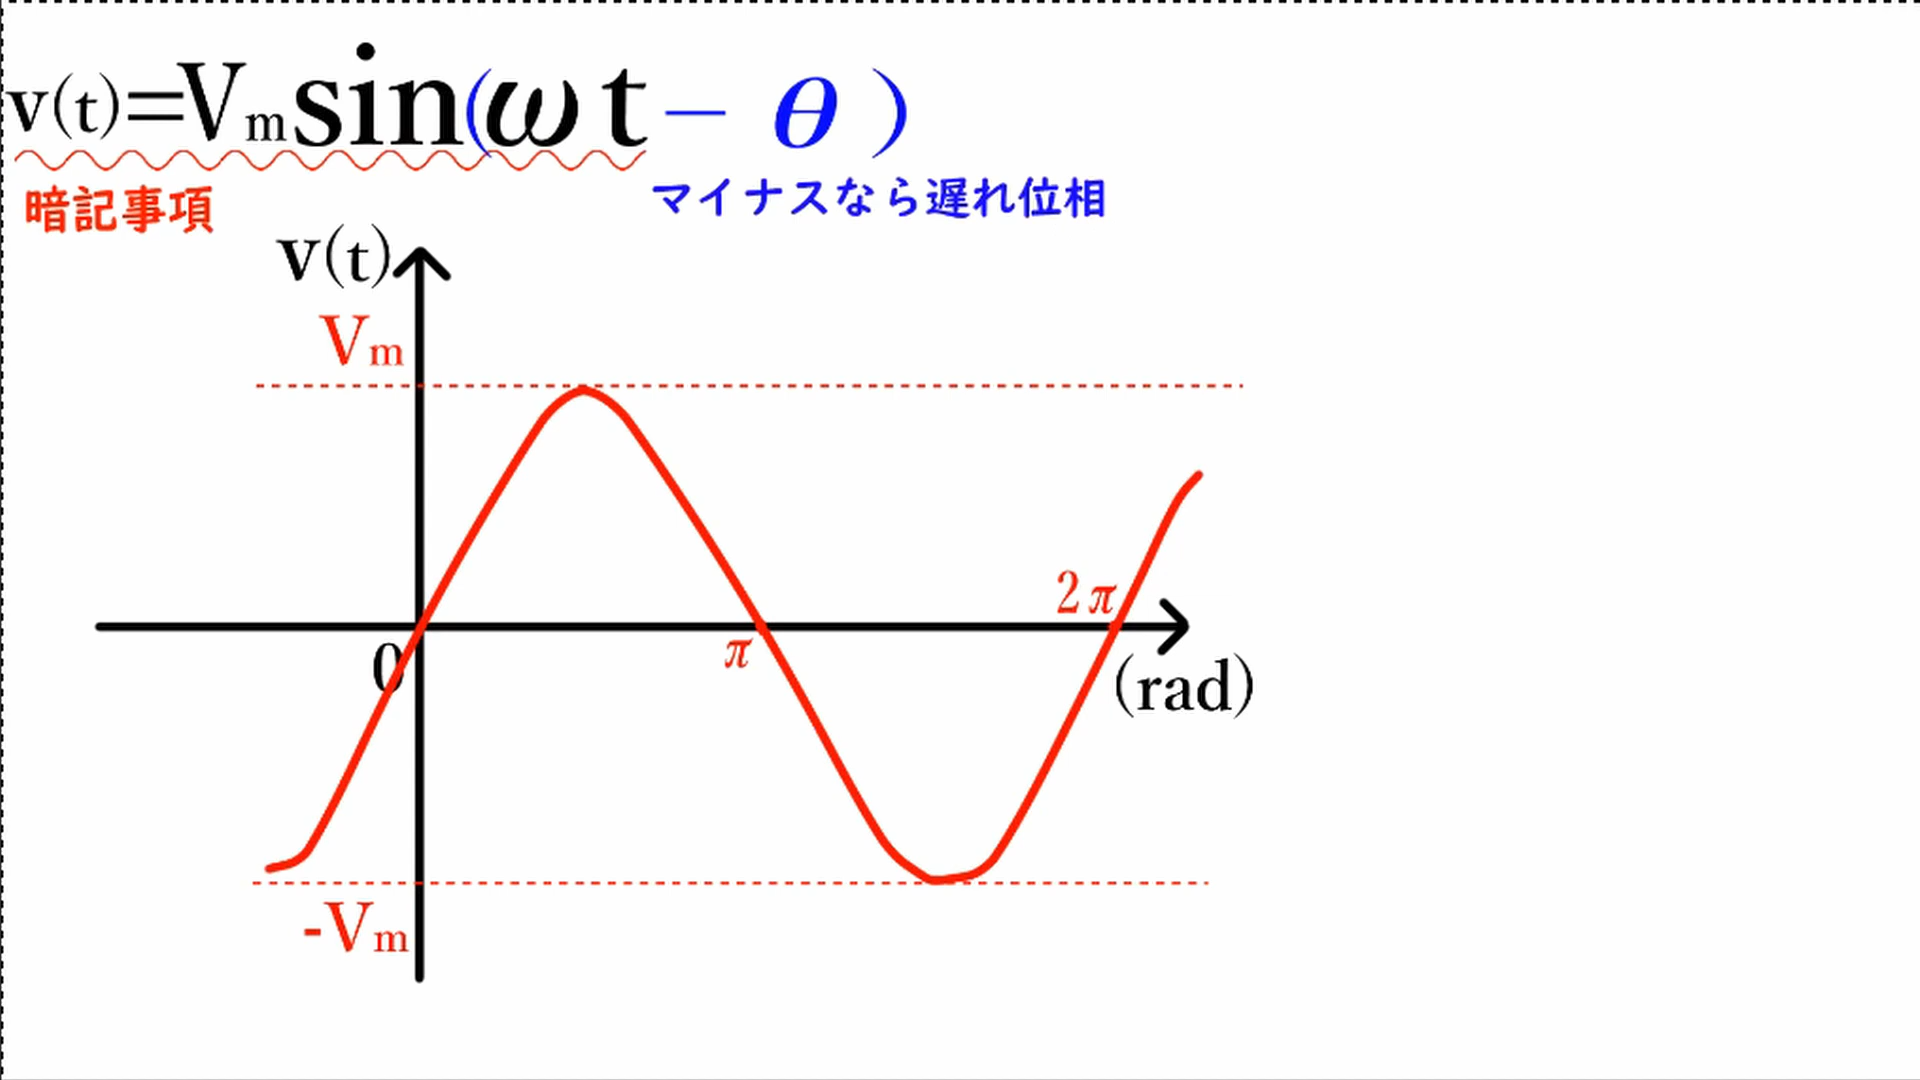 v(t)=Vmsin(ωt－θ)
暗記事項
マイナスなら遅れ位相
v(t)
Vm
2π
0
π
(rad)
-Vm